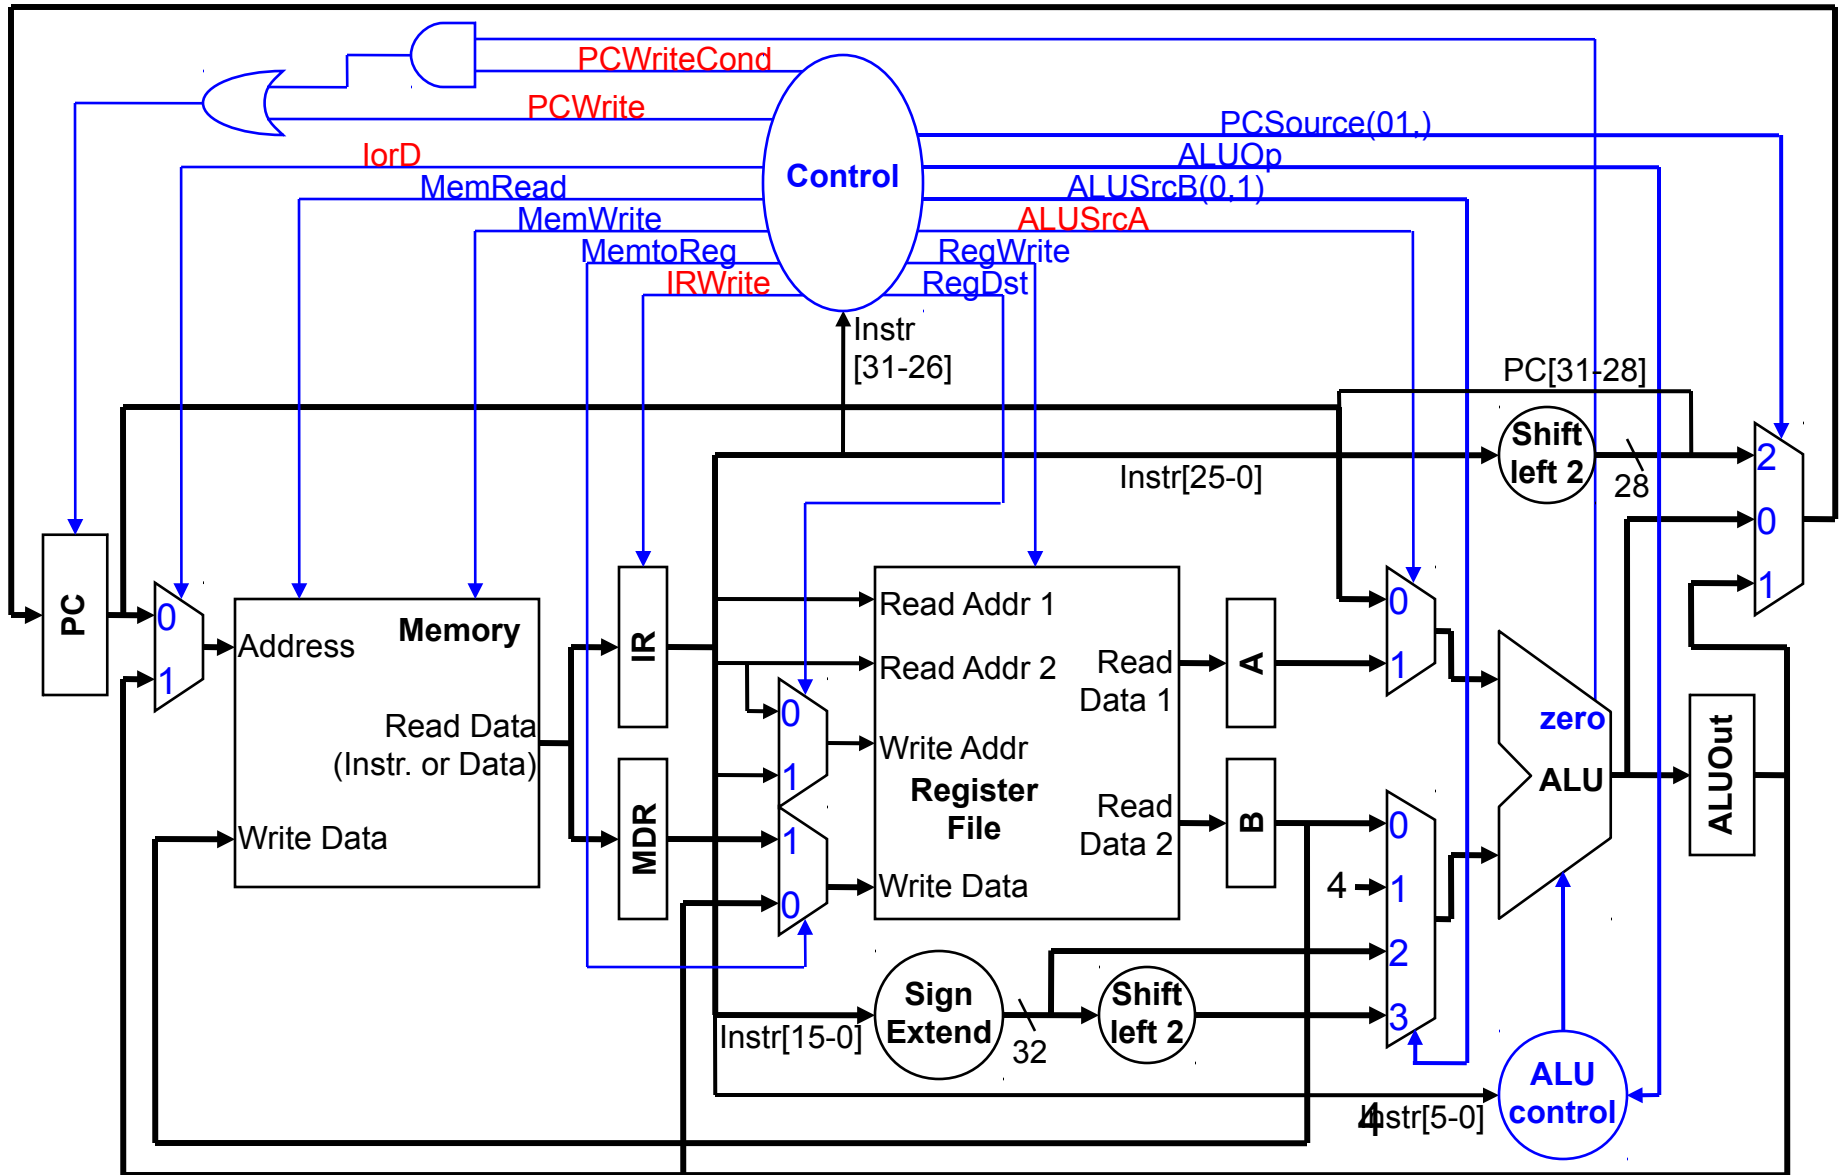 PCWriteCond
PCWrite
PCSource(01,)
IorD
ALUOp
Control
MemRead
ALUSrcB(0,1)
MemWrite
ALUSrcA
MemtoReg
RegWrite
IRWrite
RegDst
Instr
[31-26]
PC[31-28]
Shift
left 2
Instr[25-0]
28
2
0
1
PC
0
1
Address
Memory
Read Data
(Instr. or Data)
Write Data
IR
MDR
0
1
1
0
Read Addr 1
Read Addr 2
Read
Data 1
Write Addr
Register
File
Read
Data 2
Write Data
A
B
0
1
0
4
1
2
3
zero
ALU
ALUOut
Sign
Extend
Shift
left 2
Instr[15-0]
32
ALU
control
4
Instr[5-0]